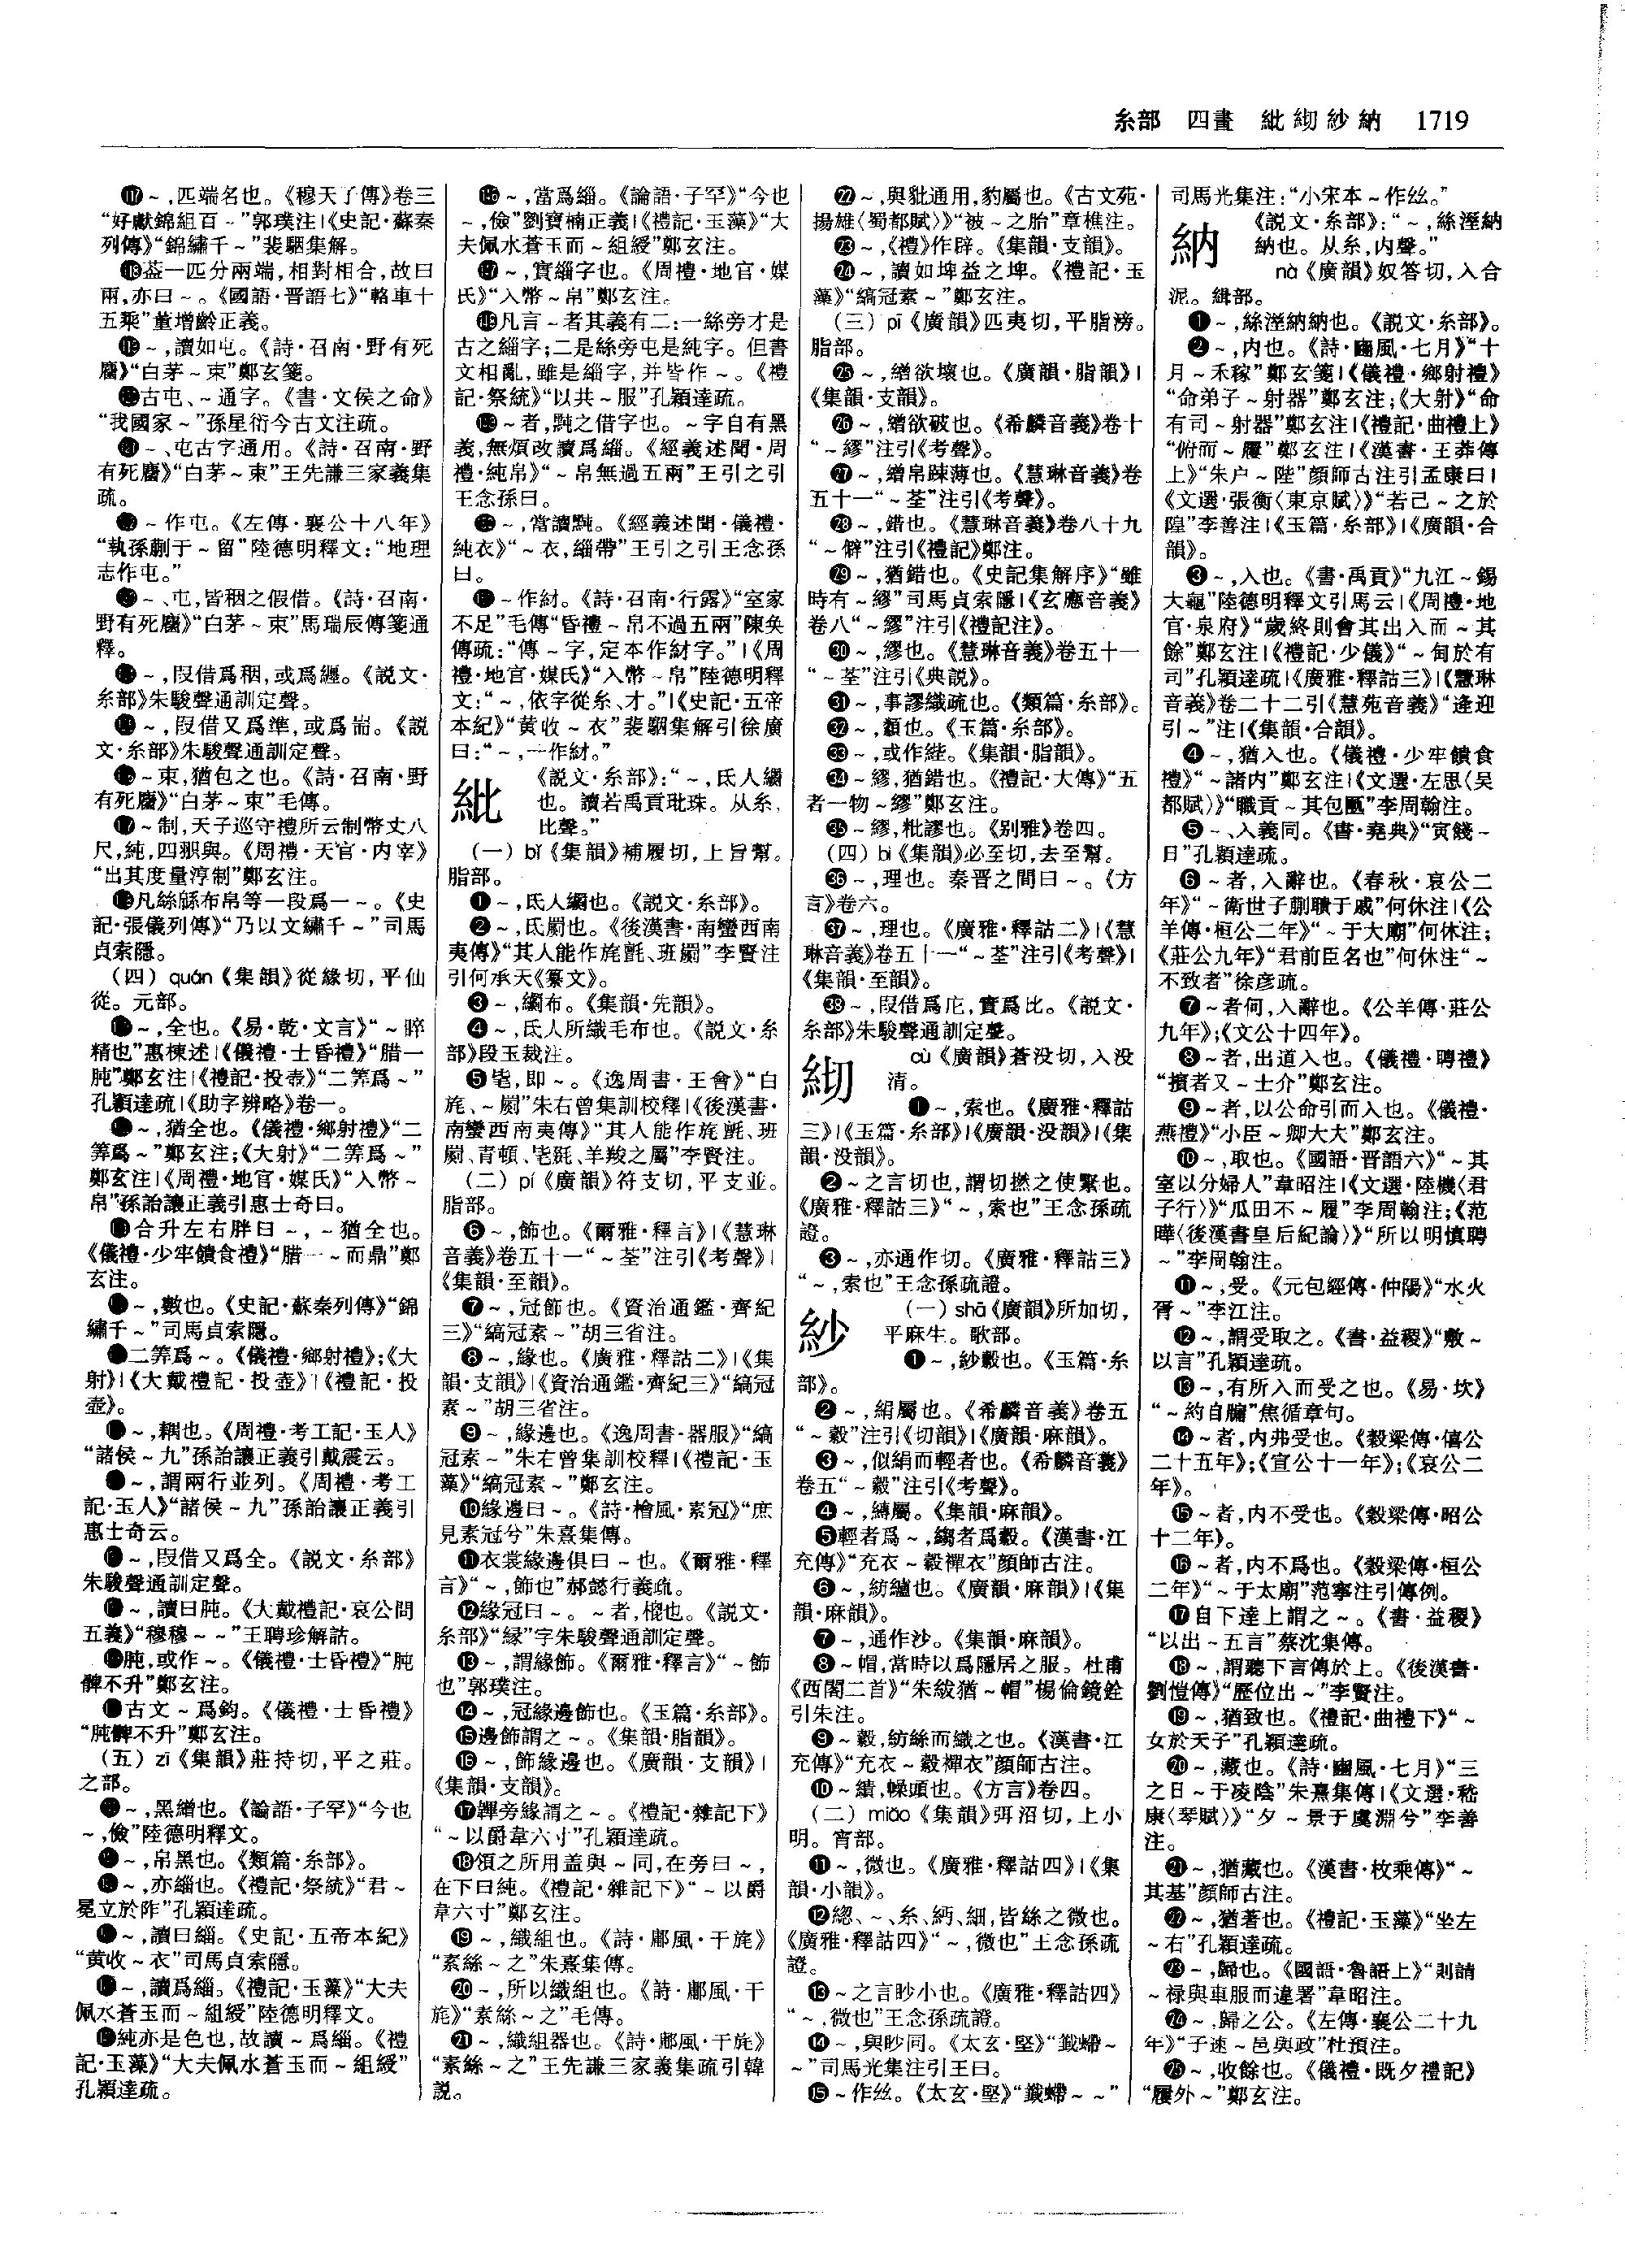 糸部 四畫 紕紉紗納 1719
⓱~,匹端名也。《穆天子傳》卷三
“好獻錦組百~”郭璞注|《史記·蘇秦
列傳》“錦繡千~”裴駰集解。
蓋一匹分兩端,相對相合,故曰
兩,亦曰~。《國語·晋語七》“輅車十
五乘”董增齡正義。
~,讀如屯。《詩·召南·野有死
麕》“白茅~束”鄭玄箋。
古屯、~通字。《書·文侯之命》
“我國家~”孫星衍今古文注疏。
~、屯古字通用。《詩·召南·野
有死麕》“白茅~束”王先謙三家義集
疏。
~作屯。《左傳·襄公十八年》
“執孫蒯于~留”陸德明釋文:“地理
志作屯。”
~、屯,皆稇之假借。《詩·召南·
野有死麕》“白茅~束”馬瑞辰傳箋通
釋。
~,叚借爲稇,或爲纏。《説文·
糸部》朱駿聲通訓定聲。
~,叚借又爲準,或爲耑。《説
文·糸部》朱駿聲通訓定聲。
~束,猶包之也。《詩·召南·野
有死麕》“白茅~束”毛傳。
~制,天子巡守禮所云制幣丈八
尺,純,四㫷與。《周禮·天官·内宰》
“出其度量淳制”鄭玄注。
凡絲緜布帛等一段爲一~。《史
記·張儀列傳》“乃以文繡千~”司馬
貞索隱。
(四)quán《集韻》從緣切,平仙
從。元部。
~,全也。《易·乾·文言》“~睟
精也”惠棟述|《儀禮·士昏禮》“腊一
肫”鄭玄注|《禮記·投壺》“二筭爲~”
孔穎達疏|《助字辨略》卷一。
~,猶全也。《儀禮·鄉射禮》“二
筭爲~”鄭玄注;《大射》“二筭爲~”
鄭玄注|《周禮·地官·媒氏》“入幣~
帛”孫詒讓正義引惠士奇曰。
合升左右胖曰~,~猶全也。
《儀禮·少牢饋食禮》“腊一~而鼎”鄭
玄注。
~,數也。《史記·蘇秦列傳》“錦
繡千~”司馬貞索隱。
二筭爲~。《儀禮·鄉射禮》;《大
射》|《大戴禮記·投壺》|《禮記·投
壺》。
~,耦也。《周禮·考工記·玉人》
“諸侯~九”孫詒讓正義引戴震云。
~,謂兩行並列。《周禮·考工
記·玉人》“諸侯~九”孫詒讓正義引
惠士奇云。
~,叚借又爲全。《説文·糸部》
朱駿聲通訓定聲。
~,讀曰肫。《大戴禮記·哀公問
五義》“穆穆~~”王聘珍解詁。
肫,或作~。《儀禮·士昏禮》“肫
髀不升”鄭玄注。
古文~爲鈞。《儀禮·士昏禮》
“肫髀不升”鄭玄注。
(五)zī《集韻》莊持切,平之莊。
之部。
~,黑繒也。《論語·子罕》“今也
~,儉”陸德明釋文。
~,帛黑也。《類篇·糸部》。
~,亦緇也。《禮記·祭統》“君~
冕立於阼”孔穎達疏。
~,讀曰緇。《史記·五帝本紀》
“黄收~衣”司馬貞索隱。
~,讀爲緇。《禮記·玉藻》“大夫
佩水蒼玉而~組綬”陸德明釋文。
純亦是色也,故讀~爲緇。《禮
記·玉藻》“大夫佩水蒼玉而~組綬”
孔穎達疏。
~,當爲緇。《論語·子罕》“今也
~,儉”劉寶楠正義|《禮記·玉藻》“大
夫佩水蒼玉而~組綬”鄭玄注。
~,實緇字也。《周禮·地官·媒
氏》“入幣~帛”鄭玄注。
凡言~者其義有二:一絲旁才是
古之緇字;二是絲旁屯是純字。但書
文相亂,雖是緇字,并皆作~。《禮
記·祭統》“以共~服”孔穎達疏。
~者,黗之借字也。~字自有黑
義,無煩改讀爲緇。《經義述聞·周
禮·純帛》“~帛無過五兩”王引之引
王念孫曰。
~,當讀黗。《經義述聞·儀禮·
純衣》“~衣,緇帶”王引之引王念孫
曰。
~作紂。《詩·召南·行露》“室家
不足”毛傳“昏禮~帛不過五兩”陳奂
傳疏:“傳~字,定本作紂字。”|《周
禮·地官·媒氏》“入幣~帛”陸德明釋
文:“~,依字從糸、才。”|《史記·五帝
本紀》“黄收~衣”裴駰集解引徐廣
曰:“~,一作紂。”
紕 《説文·糸部》:“~,氐人繝
也。讀若禹貢玭珠。从糸,
比聲。”
(一)bǐ《集韻》補履切,上旨幫。
脂部。
❶~,氐人繝也。《説文·糸部》。
❷~,氐罽也。《後漢書·南蠻西南
夷傳》“其人能作旄氈、班罽”李賢注
引何承天《纂文》。
❸~,繝布。《集韻·先韻》。
❹~,氐人所織毛布也。《説文·糸
部》段玉裁注。
❺毞,即~。《逸周書·王會》“白
旄、~罽”朱右曾集訓校釋|《後漢書·
南蠻西南夷傳》“其人能作旄氈、班
罽、青頓、毞毲、羊羧之屬”李賢注。
(二)pí《廣韻》符支切,平支並。
脂部。
❻~,飾也。《爾雅·釋言》|《慧琳
音義》卷五十一“~荃”注引《考聲》|
《集韻·至韻》。
❼~,冠飾也。《資治通鑑·齊紀
三》“縞冠素~”胡三省注。
❽~,緣也。《廣雅·釋詁二》|《集
韻·支韻》|《資治通鑑·齊紀三》“縞冠
素~”胡三省注。
❾~,緣邊也。《逸周書·器服》“縞
冠素~”朱右曾集訓校釋|《禮記·玉
藻》“縞冠素~”鄭玄注。
❿緣邊曰~。《詩·檜風·素冠》“庶
見素冠兮”朱熹集傳。
⓫衣裳緣邊俱曰~也。《爾雅·釋
言》“~,飾也”郝懿行義疏。
⓬緣冠曰~。~者,㮰也。《説文·
糸部》“緣”字朱駿聲通訓定聲。
⓭~,謂緣飾。《爾雅·釋言》“~飾
也”郭璞注。
⓮~,冠緣邊飾也。《玉篇·糸部》。
⓯邊飾謂之~。《集韻·脂韻》。
⓰~,飾緣邊也。《廣韻·支韻》|
《集韻·支韻》。
⓱韠旁緣謂之~。《禮記·雜記下》
“~以爵韋六寸”孔穎達疏。
⓲領之所用蓋與~同,在旁曰~,
在下曰純。《禮記·雜記下》“~以爵
韋六寸”鄭玄注。
⓳~,織組也。《詩·鄘風·干旄》
“素絲~之”朱熹集傳。
⓴~,所以織組也。《詩·鄘風·干
旄》“素絲~之”毛傳。
㉑~,織組器也。《詩·鄘風·干旄》
“素絲~之”王先謙三家義集疏引韓
説。
㉒~,與貔通用,豹屬也。《古文苑·
揚雄〈蜀都賦〉》“被~之胎”章樵注。
㉓~,《禮》作辟。《集韻·支韻》。
㉔~,讀如埤益之埤。《禮記·玉
藻》“縞冠素~”鄭玄注。
(三)pī《廣韻》匹夷切,平脂滂。
脂部。
㉕~,繒欲壞也。《廣韻·脂韻》|
《集韻·支韻》。
㉖~,繒欲破也。《希麟音義》卷十
“~繆”注引《考聲》。
㉗~,繒帛踈薄也。《慧琳音義》卷
五十一“~荃”注引《考聲》。
㉘~,錯也。《慧琳音義》卷八十九
“~僻”注引《禮記》鄭注。
㉙~,猶錯也。《史記集解序》“雖
時有~繆”司馬貞索隱|《玄應音義》
卷八“~繆”注引《禮記注》。
㉚~,繆也。《慧琳音義》卷五十一
“~荃”注引《典説》。
㉛~,事謬織疏也。《類篇·糸部》。
㉜~,纇也。《玉篇·糸部》。
㉝~,或作絰。《集韻·脂韻》。
㉞~繆,猶錯也。《禮記·大傳》“五
者一物~繆”鄭玄注。
㉟~繆,枇謬也。《别雅》卷四。
(四)bì《集韻》必至切,去至幫。
㊱~,理也。秦晋之間曰~。《方
言》卷六。
㊲~,理也。《廣雅·釋詁二》|《慧
琳音義》卷五十一“~荃”注引《考聲》|
《集韻·至韻》。
㊳~,叚借爲庀,實爲比。《説文·
糸部》朱駿聲通訓定聲。
cù《廣韻》蒼没切,入没
清。
❶~,索也。《廣雅·釋詁
三》|《玉篇·糸部》|《廣韻·没韻》|《集
韻·没韻》。
❷~之言切也,謂切撚之使緊也。
《廣雅·釋詁三》“~,索也”王念孫疏
證。
❸~,亦通作切。《廣雅·釋詁三》
“~,索也”王念孫疏證。
紗 (一)shā《廣韻》所加切,
平麻生。歌部。
❶~,紗縠也。《玉篇·糸
部》。
❷~,絹屬也。《希麟音義》卷五
“~縠”注引《切韻》|《廣韻·麻韻》。
❸~,似絹而輕者也。《希麟音義》
卷五“~縠”注引《考聲》。
❹~,縳屬。《集韻·麻韻》。
❺輕者爲~,縐者爲縠。《漢書·江
充傳》“充衣~縠襌衣”顔師古注。
❻~,紡纑也。《廣韻·麻韻》|《集
韻·麻韻》。
❼~,通作沙。《集韻·麻韻》。
❽~帽,當時以爲隱居之服。杜甫
《西閣二首》“朱紱猶~帽”楊倫鏡銓
引朱注。
❾~縠,紡絲而織之也。《漢書·江
充傳》“充衣~縠襌衣”顔師古注。
❿~繢,幧頭也。《方言》卷四。
(二)miǎo《集韻》弭沼切,上小
明。宵部。
⓫~,微也。《廣雅·釋詁四》|《集
韻·小韻》。
⓬緦、~、糸、紗、細,皆絲之微也。
《廣雅·釋詁四》“~,微也”王念孫疏
證。
⓭~之言眇小也。《廣雅·釋詁四》
“~,微也”王念孫疏證。
⓮~,與眇同。《太玄·堅》“蠘螮~
~”司馬光集注引王曰。
⓯~作丝。《太玄·堅》“蠘螮~~”
司馬光集注:“小宋本~作丝。”
納 《説文·糸部》:“~,絲溼納
納也。从糸,内聲。”
nà《廣韻》奴答切,入合
泥。緝部。
❶~,絲溼納納也。《説文·糸部》。
❷~,内也。《詩·豳風·七月》“十
月~禾稼”鄭玄箋|《儀禮·鄉射禮》
“命弟子~射器”鄭玄注;《大射》“命
有司~射器”鄭玄注|《禮記·曲禮上》
“俯而~屨”鄭玄注|《漢書·王莽傳
上》“朱户~陛”顔師古注引孟康曰|
《文選·張衡〈東京賦〉》“若己~之於
隍”李善注|《玉篇·糸部》|《廣韻·合
韻》。
❸~,入也。《書·禹貢》“九江~錫
大龜”陸德明釋文引馬云|《周禮·地
官·泉府》“歲終則會其出入而~其
餘”鄭玄注|《禮記·少儀》“~甸於有
司”孔穎達疏|《廣雅·釋詁三》|《慧琳
音義》卷二十二引《慧苑音義》“逢迎
引~”注|《集韻·合韻》。
❹~,猶入也。《儀禮·少牢饋食
禮》“~諸内”鄭玄注|《文選·左思〈吴
都賦〉》“職貢~其包匭”李周翰注。
❺~、入義同。《書·堯典》“寅餞~
日”孔穎達疏。
❻~者,入辭也。《春秋·哀公二
年》“~衛世子蒯聵于戚”何休注|《公
羊傳·桓公二年》“~于大廟”何休注;
《莊公九年》“君前臣名也”何休注“~
不致者”徐彦疏。
❼~者何,入辭也。《公羊傳·莊公
九年》;《文公十四年》。
❽~者,出道入也。《儀禮·聘禮》
“擯者又~士介”鄭玄注。
❾~者,以公命引而入也。《儀禮·
燕禮》“小臣~卿大夫”鄭玄注。
❿~,取也。《國語·晋語六》“~其
室以分婦人”韋昭注|《文選·陸機〈君
子行〉》“瓜田不~履”李周翰注;《范
曄〈後漢書皇后紀論〉》“所以明慎聘
~”李周翰注。
⓫~,受。《元包經傳·仲陽》“水火
胥~”李江注。
⓬~,謂受取之。《書·益稷》“敷~
以言”孔穎達疏。
⓭~,有所入而受之也。《易·坎》
“~約自牖”焦循章句。
⓮~者,内弗受也。《穀梁傳·僖公
二十五年》;《宣公十一年》;《哀公二
年》。
⓯~者,内不受也。《穀梁傳·昭公
十二年》。
⓰~者,内不爲也。《穀梁傳·桓公
二年》“~于太廟”范寧注引傳例。
⓱自下達上謂之~。《書·益稷》
“以出~五言”蔡沈集傳。
⓲~,謂聽下言傳於上。《後漢書·
劉愷傳》“歷位出~”李賢注。
⓳~,猶致也。《禮記·曲禮下》“~
女於天子”孔穎達疏。
⓴~,藏也。《詩·豳風·七月》“三
之日~于凌陰”朱熹集傳|《文選·嵇
康〈琴賦〉》“夕~景于虞淵兮”李善
注。
㉑~,猶藏也。《漢書·枚乘傳》“~
其基”顔師古注。
㉒~,猶著也。《禮記·玉藻》“坐左
~右”孔穎達疏。
㉓~,歸也。《國語·魯語上》“則請
~禄與車服而違署”韋昭注。
㉔~,歸之公。《左傳·襄公二十九
年》“子速~邑與政”杜預注。
㉕~,收餘也。《儀禮·既夕禮記》
“屨外~”鄭玄注。